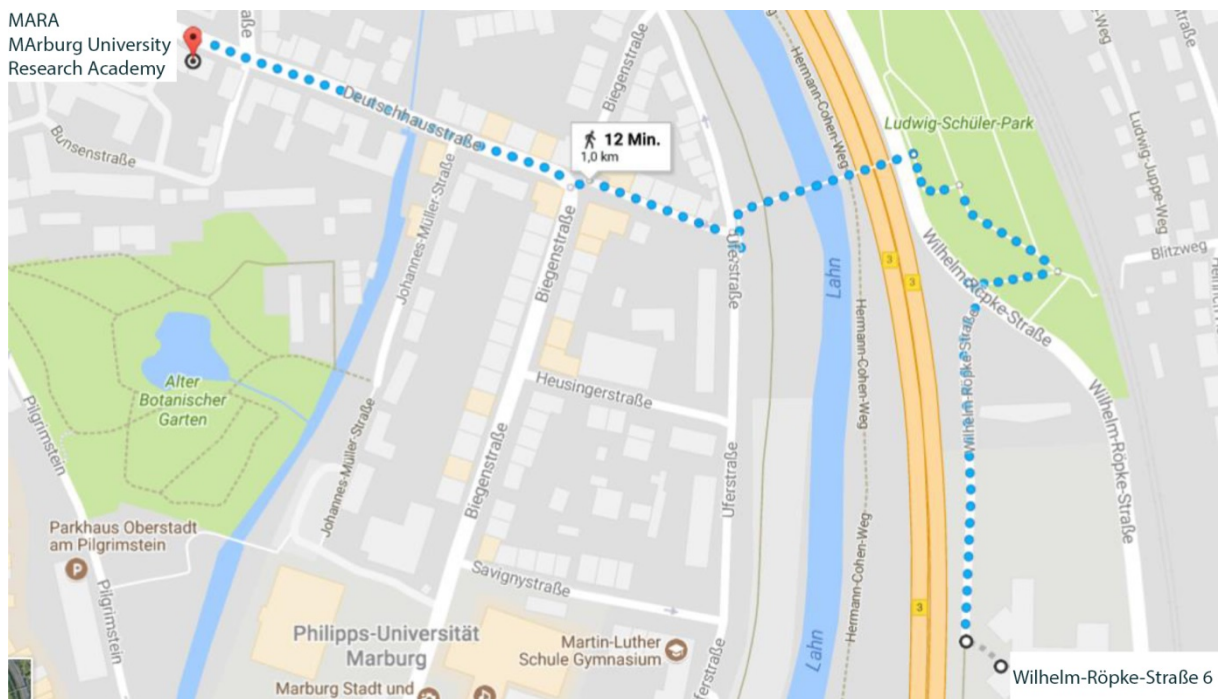 MARA
MArburg University
Research Academy
Deutschhausstraße
Bunsenstraße
Biegenstraße
12 Min.
1,0 km
Hermann-Cohen-Weg
Ludwig-Schüler-Park
Ludwig-Juppe-Weg
Blitzweg
Johannes-Müller-Straße
Biegenstraße
Uferstraße
Lahn
3
3
Wilhelm-Röpke-Straße
Alter
Botanischer
Garten
Pilgrimstein
Heusingerstraße
Hermann-Cohen-Weg
Wilhelm-Röpke-Straße
Wilhelm-Röpke-Straße
Johannes-Müller-Straße
Biegenstraße
Uferstraße
Parkhaus Oberstadt
am Pilgrimstein
P
Pilgrimstein
Savignystraße
Hermann-Cohen-Weg
3
Philipps-Universität
Marburg
Martin-Luther
Schule Gymnasium
Uferstraße
Lahn
Marburg Stadt und
Wilhelm-Röpke-Straße 6